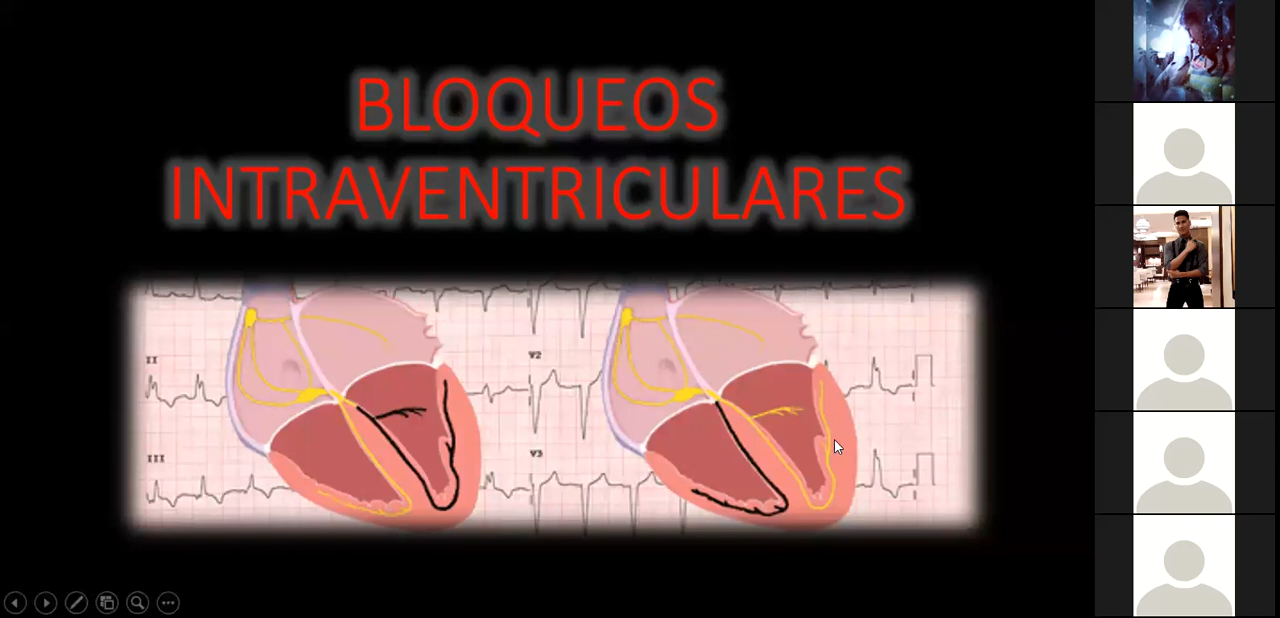 BLOQUEOS
INTRAVENTRICULARES
II
V2
III
V3